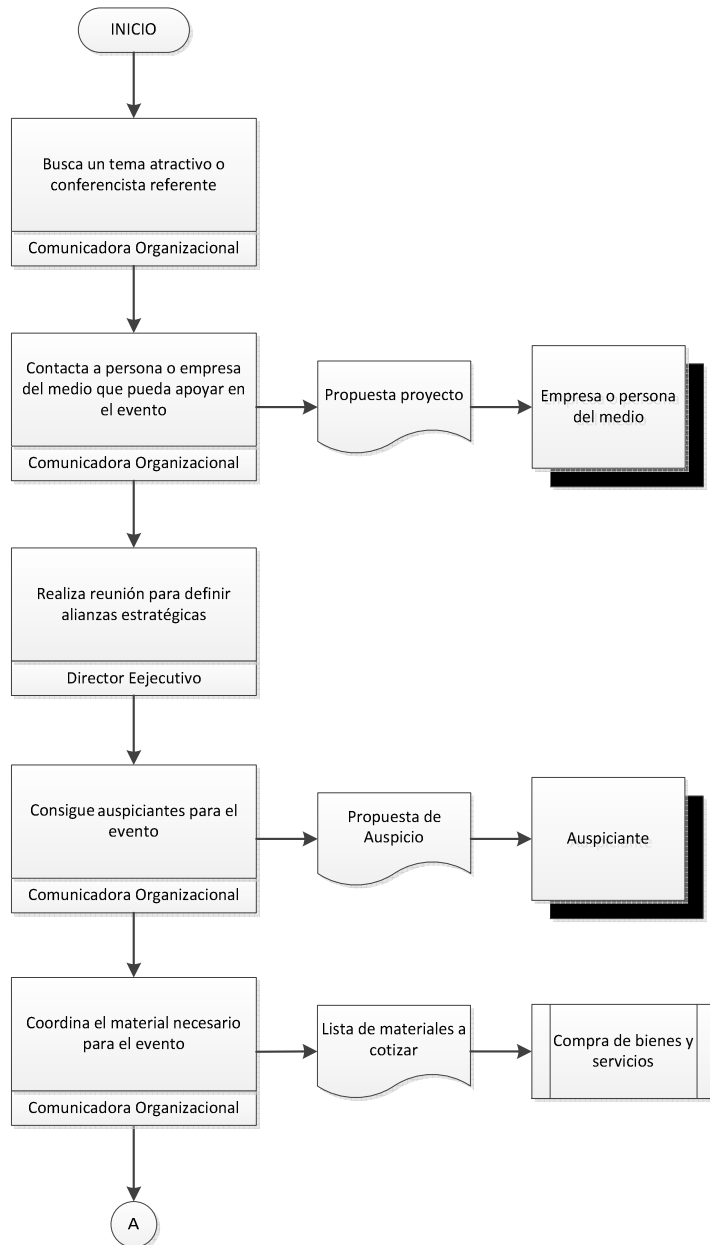 INICIO
Busca un tema atractivo o
conferencista referente
Comunicadora Organizacional
Contacta a persona o empresa
del medio que pueda apoyar en
el evento
Comunicadora Organizacional
Propuesta proyecto
Empresa o persona
del medio
Realiza reunión para definir
alianzas estratégicas
Director Eejecutivo
Consigue auspiciantes para el
evento
Comunicadora Organizacional
Propuesta de
Auspicio
Auspiciante
Coordina el material necesario
para el evento
Comunicadora Organizacional
Lista de materiales a
cotizar
Compra de bienes y
servicios
A